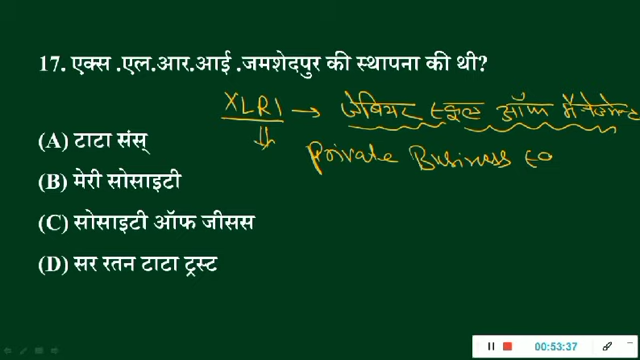 17. एक्स .एल.आर.आई .जमशेदपुर की स्थापना की थी?
XLRI → जेवियर स्कूल ऑफ मैनेजमेन्ट
Private Business
(A) टाटा संस्
(B) मेरी सोसाइटी
(C) सोसाइटी ऑफ जीसस
(D) सर रतन टाटा ट्रस्ट
00:53:37